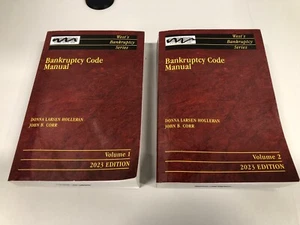 West's
Bankruptcy
Series
Bankruptcy Code
Manual
DONNA LARSEN HOLLERAN
JOHN B. CORR
Volume 1
2023 EDITION
West's
Bankruptcy
Series
Bankruptcy Code
Manual
DONNA LARSEN HOLLERAN
JOHN B. CORR
Volume 2
2023 EDITION